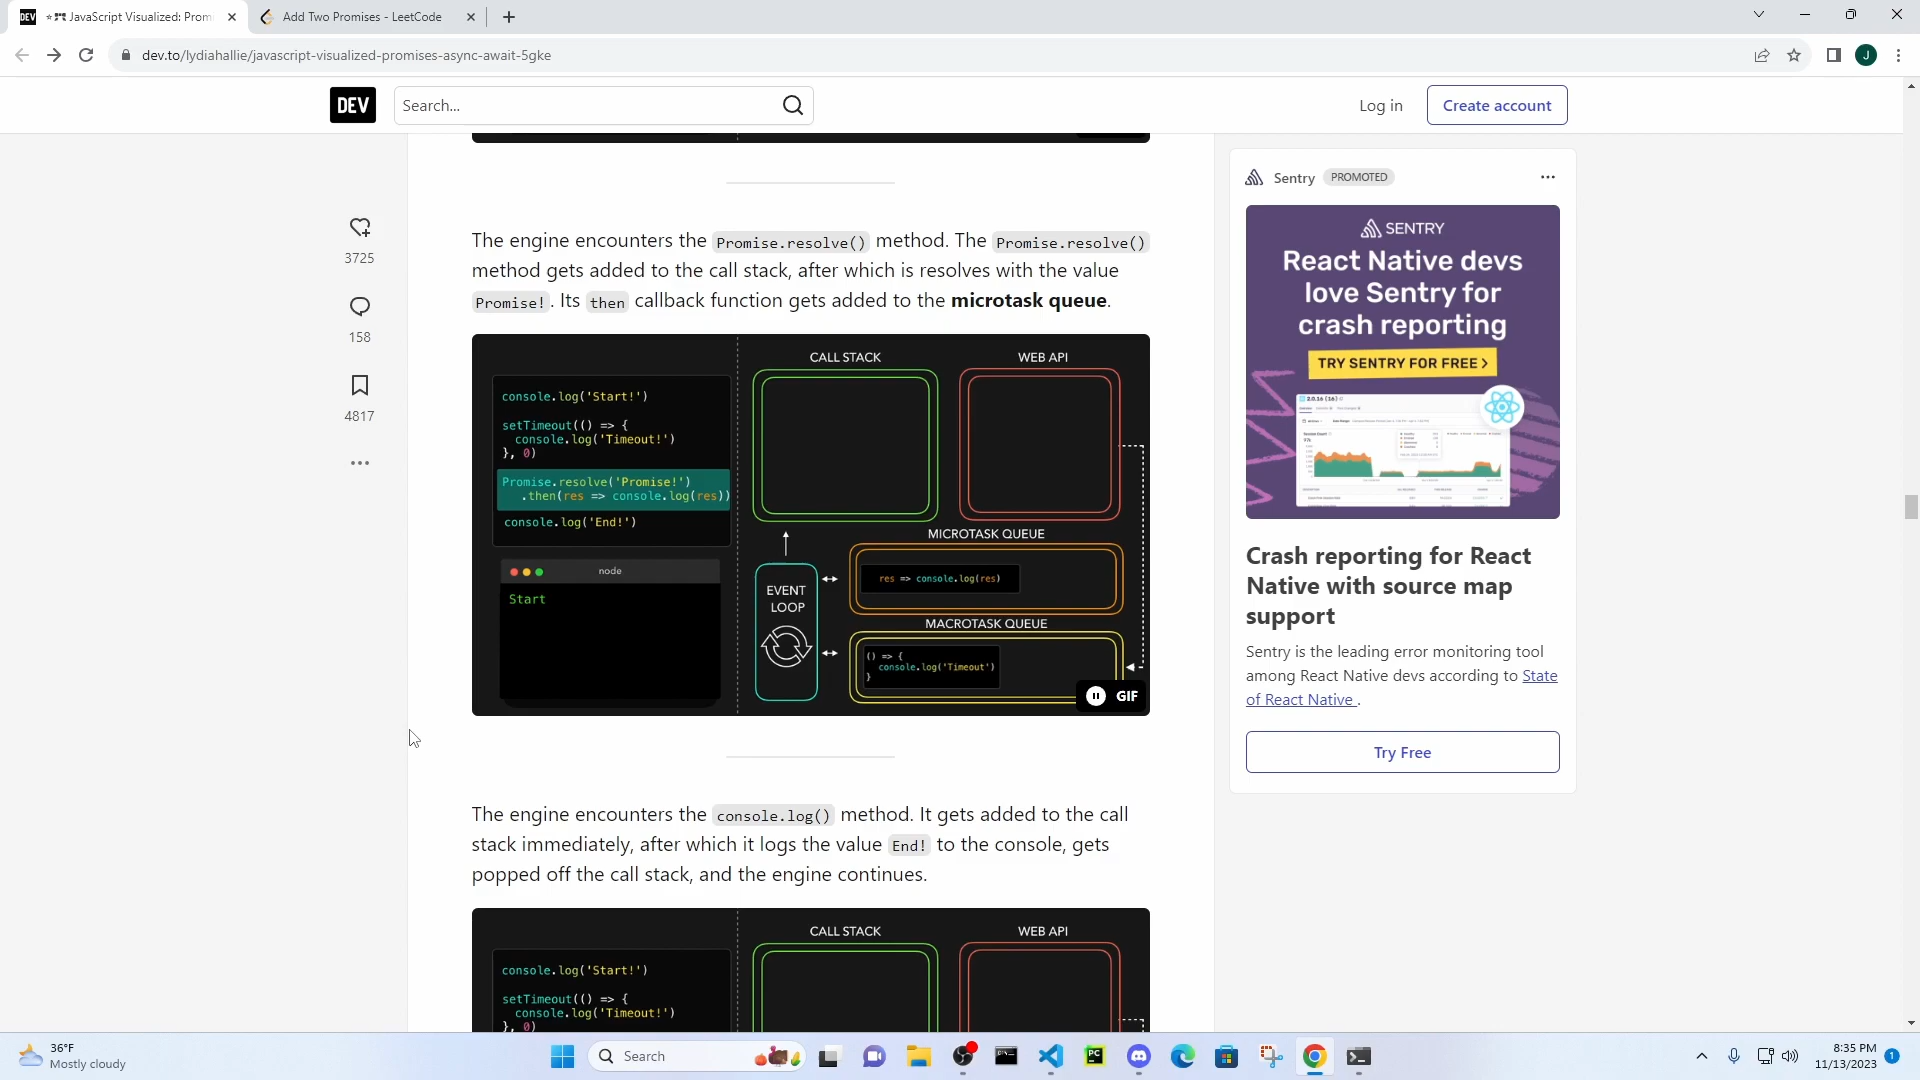 DEV
JavaScript Visualized: Prom
Add Two Promises - LeetCode
dev.to/lydiahallie/javascript-visualized-promises-async-await-5gke
J
DEV
Search...
Log in
Create account
3725
158
4817
The engine encounters the Promise.resolve() method. The Promise.resolve()
method gets added to the call stack, after which is resolves with the value
Promise!. Its then callback function gets added to the microtask queue.
console.log('Start!')
setTimeout(() => {
console.log('Timeout!')
}, 0)
Promise.resolve('Promise!')
.then(res => console.log(res))
console.log('End!')
node
Start
CALL STACK
WEB API
MICROTASK QUEUE
res => console.log(res)
EVENT
LOOP
MACROTASK QUEUE
() => {
console.log('Timeout')
}
GIF
The engine encounters the console.log() method. It gets added to the call
stack immediately, after which it logs the value End! to the console, gets
popped off the call stack, and the engine continues.
CALL STACK
WEB API
console.log('Start!')
setTimeout(() => {
console.log('Timeout!')
}, 0)
Sentry PROMOTED
SENTRY
React Native devs
love Sentry for
crash reporting
TRY SENTRY FOR FREE >
Crash reporting for React
Native with source map
support
Sentry is the leading error monitoring tool
among React Native devs according to State
of React Native .
Try Free
36°F
Mostly cloudy
Search
PC
8:35 PM
11/13/2023
1